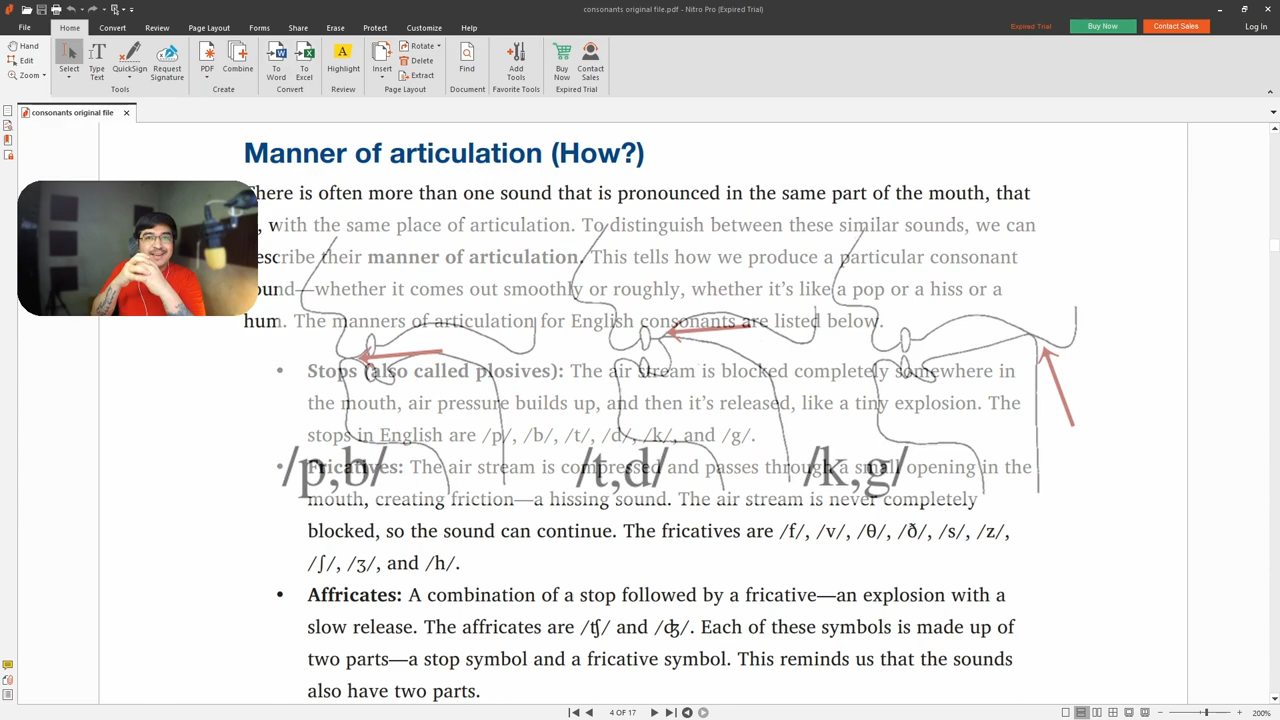 consonants original file.pdf - Nitro Pro (Expired Trial)
File Home Convert Review Page Layout Forms Share Erase Protect Customize Help
Expired Trial Buy Now Contact Sales Log In
Hand
Edit
Zoom
Select
Type Text
QuickSign
Request Signature
PDF
Combine
To Word
To Excel
Highlight
Insert
Rotate
Delete
Extract
Find
Add Tools
Buy Now
Contact Sales
Tools Create Convert Review Page Layout Document Favorite Tools Expired Trial
consonants original file
Manner of articulation (How?)
There is often more than one sound that is pronounced in the same part of the mouth, that
, with the same place of articulation. To distinguish between these similar sounds, we can
escribe their manner of articulation. This tells how we produce a particular consonant
ound—whether it comes out smoothly or roughly, whether it's like a pop or a hiss or a
hum. The manners of articulation for English consonants are listed below.
• Stops (also called plosives): The air stream is blocked completely somewhere in
the mouth, air pressure builds up, and then it's released, like a tiny explosion. The
stops in English are /p/, /b/, /t/, /d/, /k/, and /g/.
/p,b/ /t,d/ /k,g/
• Fricatives: The air stream is compressed and passes through a small opening in the
mouth, creating friction—a hissing sound. The air stream is never completely
blocked, so the sound can continue. The fricatives are /f/, /v/, /θ/, /ð/, /s/, /z/,
/ʃ/, /ʒ/, and /h/.
• Affricates: A combination of a stop followed by a fricative—an explosion with a
slow release. The affricates are /ʧ/ and /ʤ/. Each of these symbols is made up of
two parts—a stop symbol and a fricative symbol. This reminds us that the sounds
also have two parts.
4 OF 17
200%